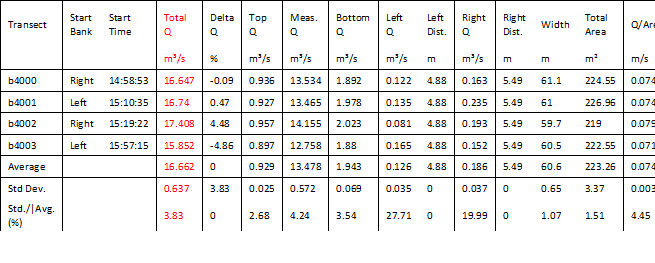 Transect Start Bank Start Time Total Q Delta Q Top Q Meas. Q Bottom Q Left Q Left Dist. Right Q Right Dist. Width Total Area Q/Are
m³/s % m³/s m³/s m³/s m³/s m m³/s m m m² m/s
b4000 Right 14:58:53 16.647 -0.09 0.936 13.534 1.892 0.122 4.88 0.163 5.49 61.1 224.55 0.074
b4001 Left 15:10:35 16.74 0.47 0.927 13.465 1.978 0.135 4.88 0.235 5.49 61 226.96 0.074
b4002 Right 15:19:22 17.408 4.48 0.957 14.155 2.023 0.081 4.88 0.193 5.49 59.7 219 0.079
b4003 Left 15:57:15 15.852 -4.86 0.897 12.758 1.88 0.165 4.88 0.152 5.49 60.5 222.55 0.071
Average 16.662 0 0.929 13.478 1.943 0.126 4.88 0.186 5.49 60.6 223.26 0.074
Std Dev. 0.637 3.83 0.025 0.572 0.069 0.035 0 0.037 0 0.65 3.37 0.003
Std./|Avg. (%) 3.83 0 2.68 4.24 3.54 27.71 0 19.99 0 1.07 1.51 4.45